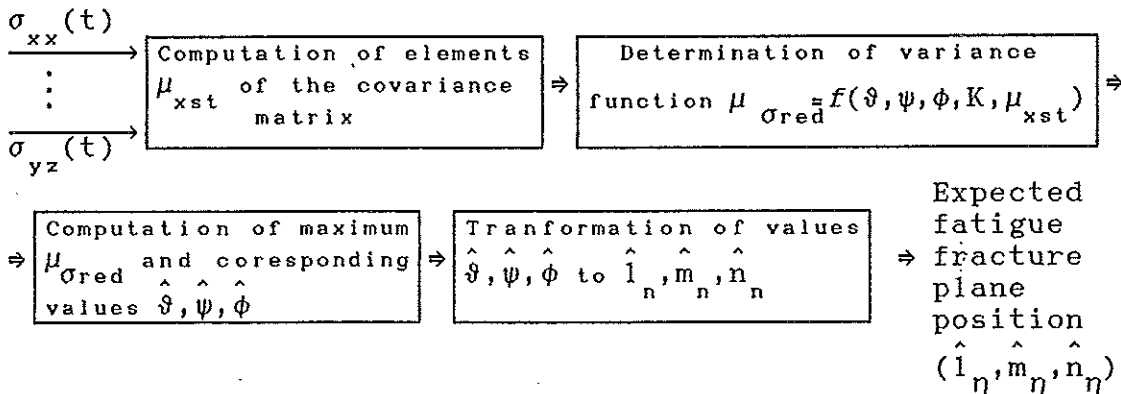 σxx(t)
⋮
σyz(t)
Computation of elements
μxst of the covariance
matrix
⇒
Determination of variance
function μσred=f(ϑ,ψ,ϕ,K,μxst)
⇒
⇒
Computation of maximum
μσred and coresponding
values ϑ̂,ψ̂,ϕ̂
⇒
Tranformation of values
ϑ̂,ψ̂,ϕ̂ to l̂n,m̂n,n̂n
⇒
Expected
fatigue
fracture
plane
position
(l̂η,m̂η,n̂η)